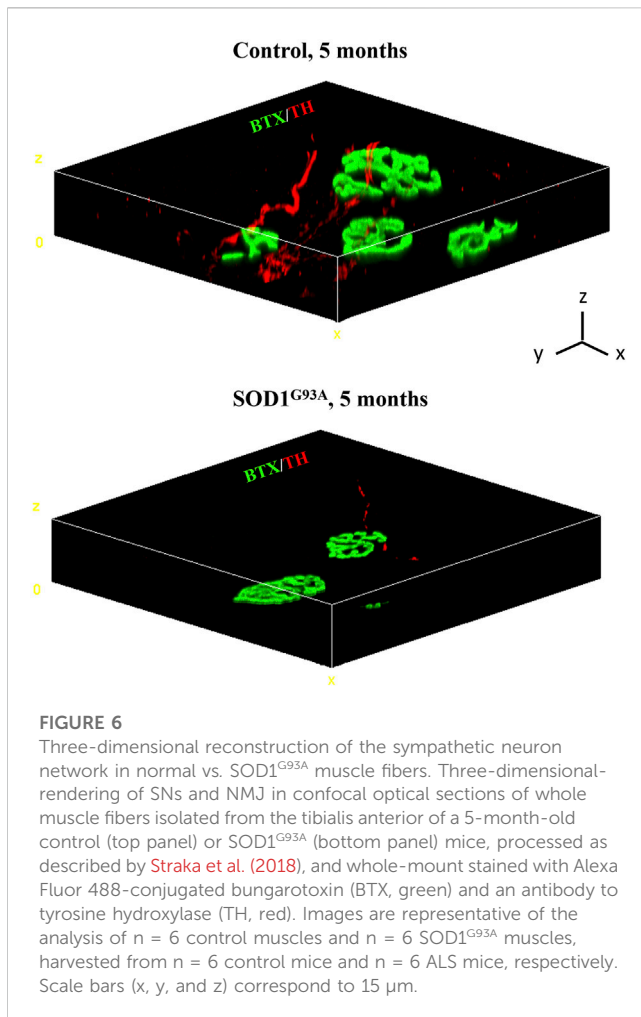 Control, 5 months
BTX/TH
z
0
x
z
y
x
SOD1G93A, 5 months
BTX/TH
z
0
x
FIGURE 6
Three-dimensional reconstruction of the sympathetic neuron
network in normal vs. SOD1G93A muscle fibers. Three-dimensional-
rendering of SNs and NMJ in confocal optical sections of whole
muscle fibers isolated from the tibialis anterior of a 5-month-old
control (top panel) or SOD1G93A (bottom panel) mice, processed as
described by Straka et al. (2018), and whole-mount stained with Alexa
Fluor 488-conjugated bungarotoxin (BTX, green) and an antibody to
tyrosine hydroxylase (TH, red). Images are representative of the
analysis of n = 6 control muscles and n = 6 SOD1G93A muscles,
harvested from n = 6 control mice and n = 6 ALS mice, respectively.
Scale bars (x, y, and z) correspond to 15 μm.